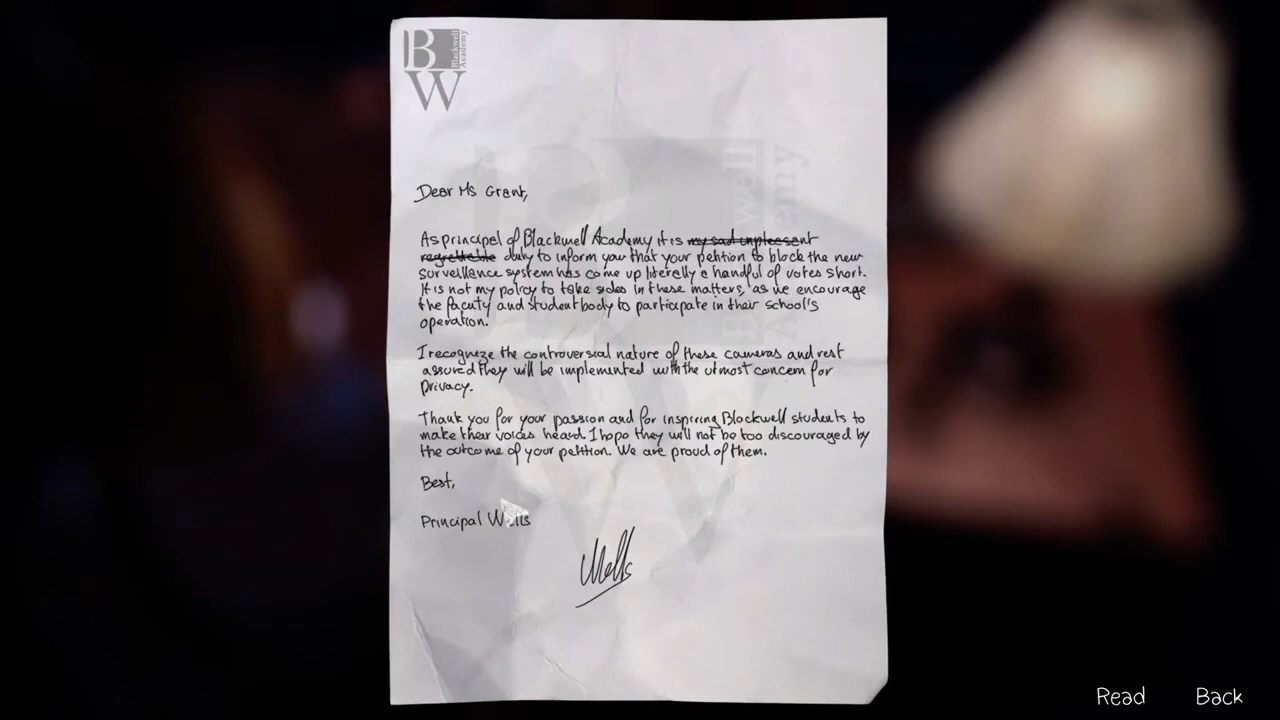 BW
Blackwell
Academy
Dear Ms Grant,
As principel of Blackwell Academy it is my sad unpleesent
regrettable duty to inform you that your petition to block the new
surveillance system has come up literally a handful of votes short.
It is not my policy to take sides in these matters, as we encourage
the facuty and student body to participate in their school's
operation.
I recogneze the controversial nature of these cameras and rest
assured they will be implemented with the utmost concern for
privacy.
Thank you for your passion and for inspiring Blackwell students to
make their voices heard. I hope they will not be too discouraged by
the outcome of your petition. We are proud of them.
Best,
Principal Wells
Wells
Read
Back